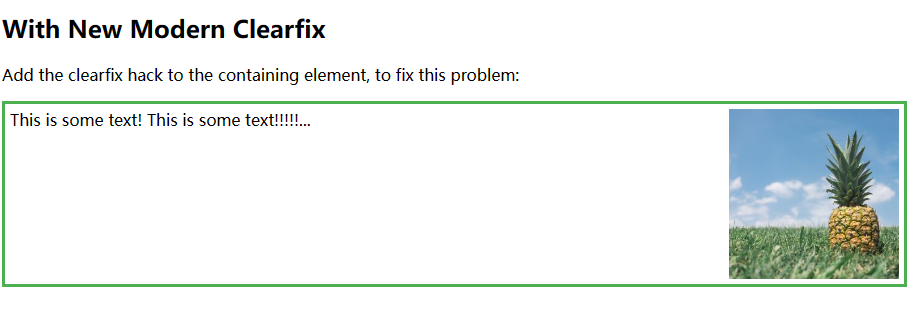 With New Modern Clearfix
Add the clearfix hack to the containing element, to fix this problem:
This is some text! This is some text!!!!!...